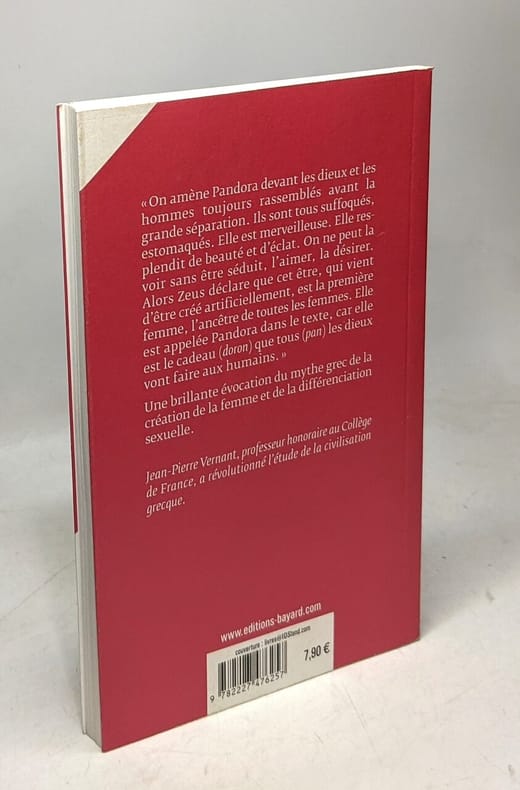 « On amène Pandora devant les dieux et les
hommes toujours rassemblés avant la
grande séparation. Ils sont tous suffoqués,
estomaqués. Elle est merveilleuse. Elle res-
plendit de beauté et d'éclat. On ne peut la
voir sans être séduit, l'aimer, la désirer.
Alors Zeus déclare que cet être, qui vient
d'être créé artificiellement, est la première
femme, l'ancêtre de toutes les femmes. Elle
est appelée Pandora dans le texte, car elle
est le cadeau (doron) que tous (pan) les dieux
vont faire aux humains. »
Une brillante évocation du mythe grec de la
création de la femme et de la différenciation
sexuelle.
Jean-Pierre Vernant, professeur honoraire au Collège
de France, a révolutionné l'étude de la civilisation
grecque.
www.editions-bayard.com
couverture : livres@IDSland.com
7,90 €
9 782227 476257